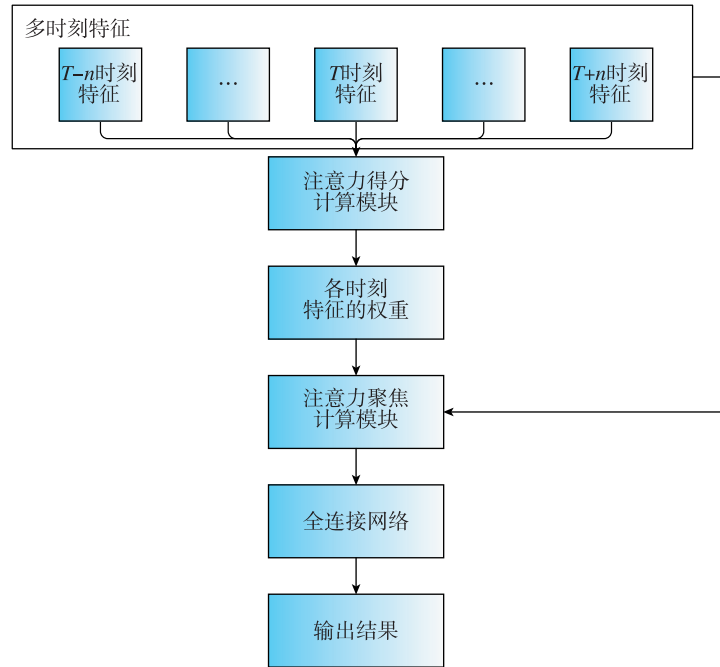 多时刻特征
T−n时刻
特征
…
T时刻
特征
…
T+n时刻
特征
注意力得分
计算模块
各时刻
特征的权重
注意力聚焦
计算模块
全连接网络
输出结果